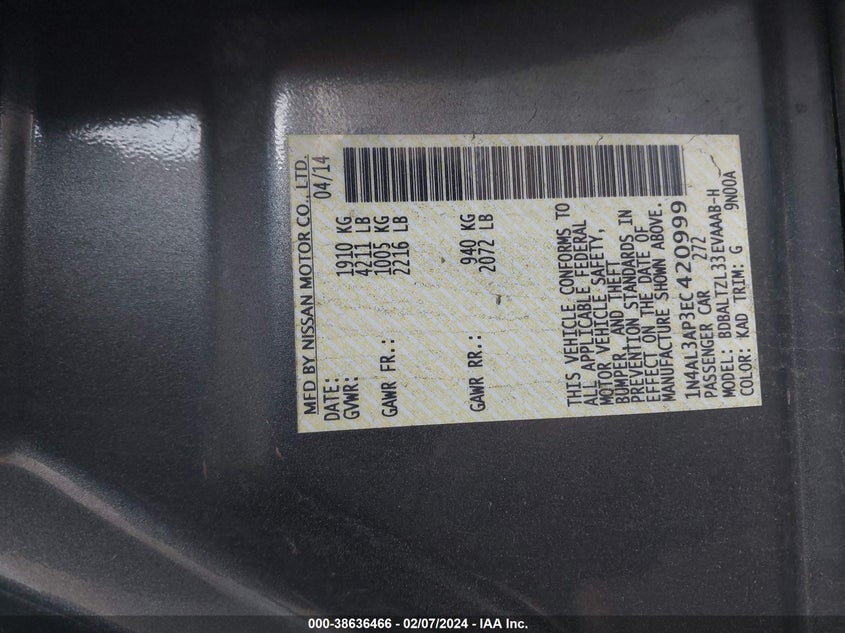 MFD BY NISSAN MOTOR CO., LTD.
DATE: 04/14
GVWR: 1910 KG
4211 LB
GAWR FR.: 1005 KG
2216 LB
GAWR RR.: 940 KG
2072 LB
THIS VEHICLE CONFORMS TO
ALL APPLICABLE FEDERAL
MOTOR VEHICLE SAFETY,
BUMPER, AND THEFT
PREVENTION STANDARDS IN
EFFECT ON THE DATE OF
MANUFACTURE SHOWN ABOVE.
1N4AL3AP3EC420999
PASSENGER CAR 272
MODEL: BDBALTZL33EVAAAB-H
COLOR: KAD TRIM: G 9N00A
000-38636466 - 02/07/2024 - IAA Inc.